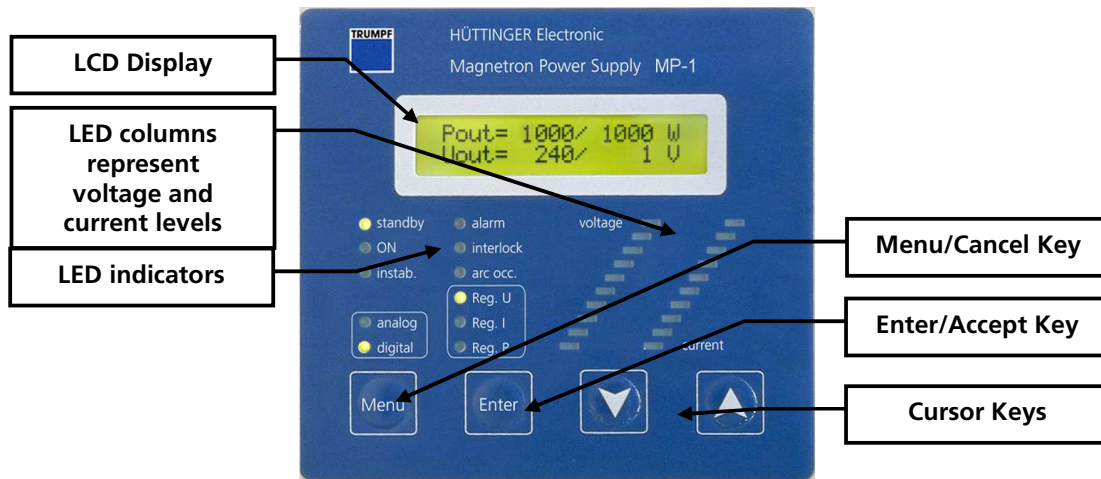 TRUMPF
HÜTTINGER Electronic
Magnetron Power Supply MP-1
LCD Display
Pout= 1000/ 1000 W
Uout= 240/ 1 V
LED columns
represent
voltage and
current levels
standby
alarm
voltage
ON
interlock
instab.
arc occ.
LED indicators
Reg. U
analog
Reg. I
digital
Reg. P
current
Menu/Cancel Key
Enter/Accept Key
Menu
Enter
Cursor Keys